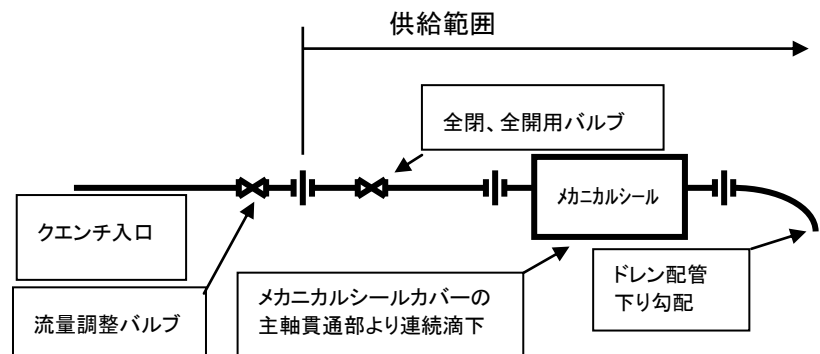 供給範囲
全閉、全開用バルブ
メカニカルシール
クエンチ入口
ドレン配管
下り勾配
メカニカルシールカバーの
主軸貫通部より連続滴下
流量調整バルブ